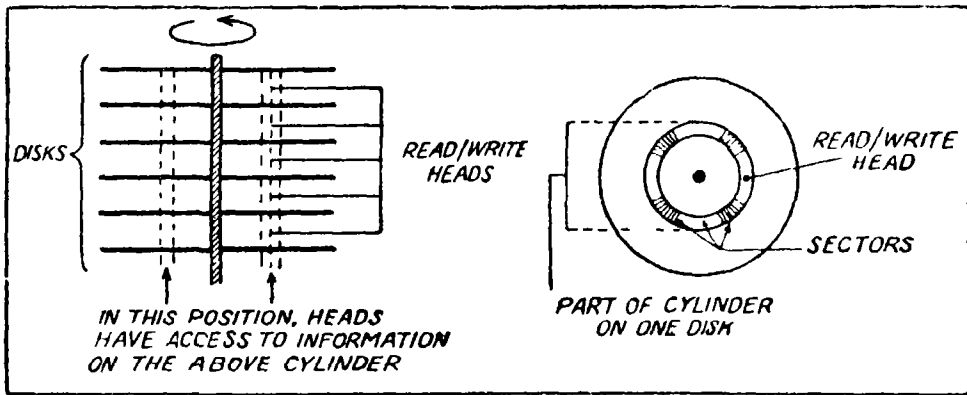 DISKS
READ/WRITE
HEADS
IN THIS POSITION, HEADS
HAVE ACCESS TO INFORMATION
ON THE ABOVE CYLINDER
READ/WRITE
HEAD
SECTORS
PART OF CYLINDER
ON ONE DISK